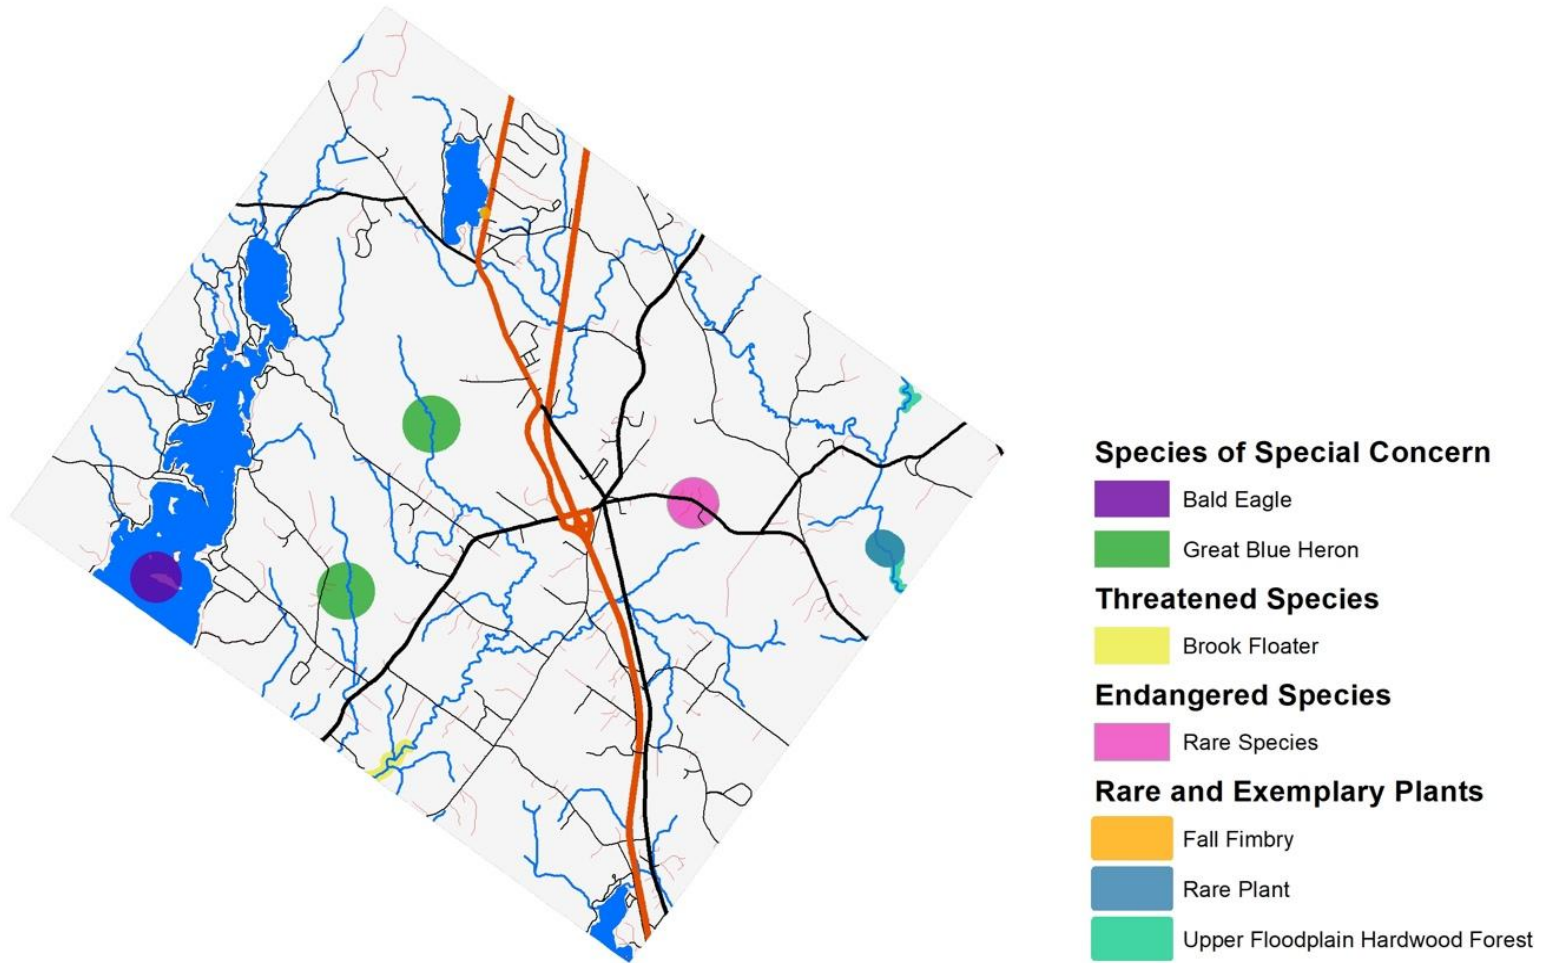 Species of Special Concern
Bald Eagle
Great Blue Heron
Threatened Species
Brook Floater
Endangered Species
Rare Species
Rare and Exemplary Plants
Fall Fimbry
Rare Plant
Upper Floodplain Hardwood Forest